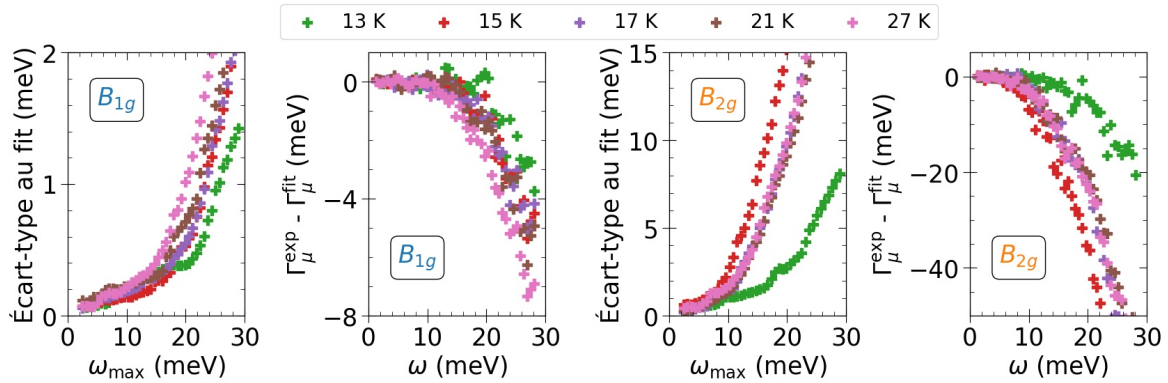 13 K 15 K 17 K 21 K 27 K
Écart-type au fit (meV)
2
1
0
B1g
0 10 20 30
ωmax (meV)
Γμexp - Γμfit (meV)
0
−4
−8
B1g
0 10 20 30
ω (meV)
Écart-type au fit (meV)
15
10
5
0
B2g
0 10 20 30
ωmax (meV)
Γμexp - Γμfit (meV)
0
−20
−40
B2g
0 10 20 30
ω (meV)